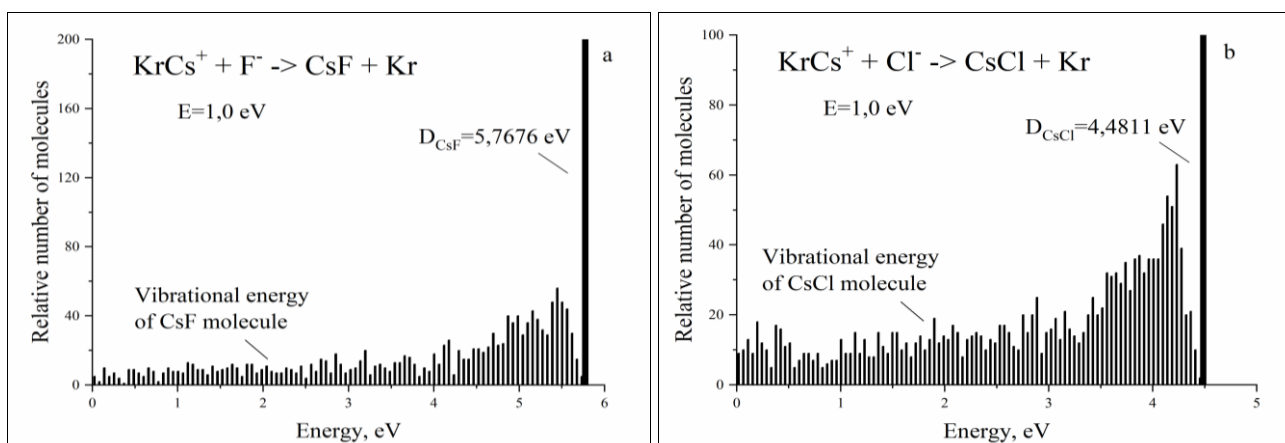 200
160
120
80
40
0
Relative number of molecules
KrCs⁺ + F⁻ -> CsF + Kr
a
E=1,0 eV
D_CsF=5,7676 eV
Vibrational energy
of CsF molecule
0 1 2 3 4 5 6
Energy, eV
100
80
60
40
20
0
Relative number of molecules
KrCs⁺ + Cl⁻ -> CsCl + Kr
b
E=1,0 eV
D_CsCl=4,4811 eV
Vibrational energy
of CsCl molecule
0 1 2 3 4 5
Energy, eV